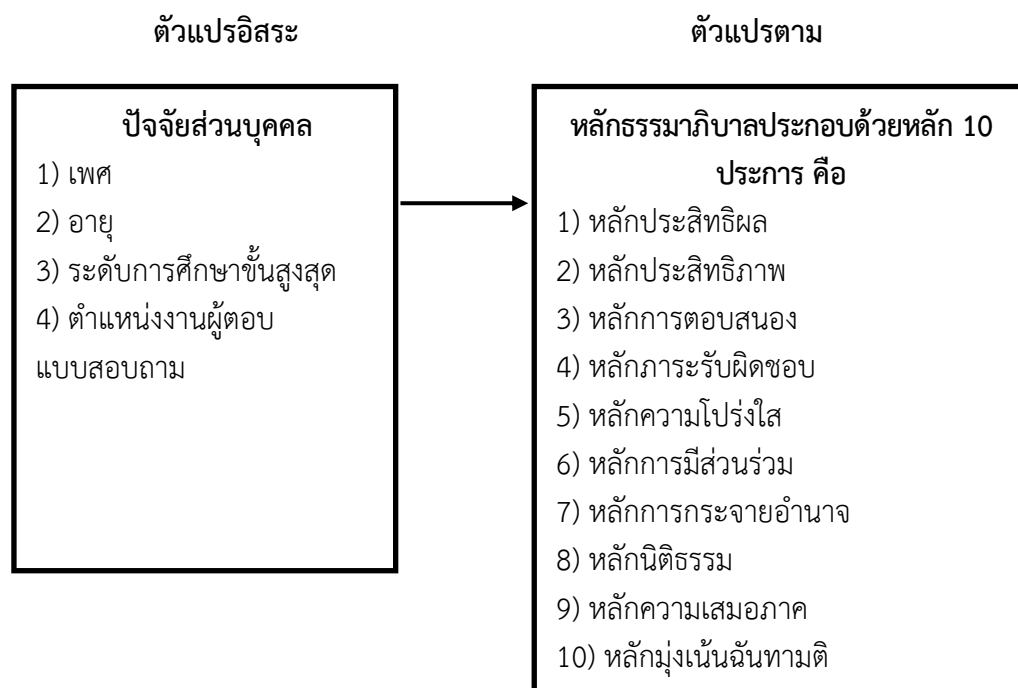 ตัวแปรอิสระ
ตัวแปรตาม
ปัจจัยส่วนบุคคล
1) เพศ
2) อายุ
3) ระดับการศึกษาขั้นสูงสุด
4) ตำแหน่งงานผู้ตอบ
แบบสอบถาม
หลักธรรมาภิบาลประกอบด้วยหลัก 10
ประการ คือ
1) หลักประสิทธิผล
2) หลักประสิทธิภาพ
3) หลักการตอบสนอง
4) หลักภาระรับผิดชอบ
5) หลักความโปร่งใส
6) หลักการมีส่วนร่วม
7) หลักการกระจายอำนาจ
8) หลักนิติธรรม
9) หลักความเสมอภาค
10) หลักมุ่งเน้นฉันทามติ